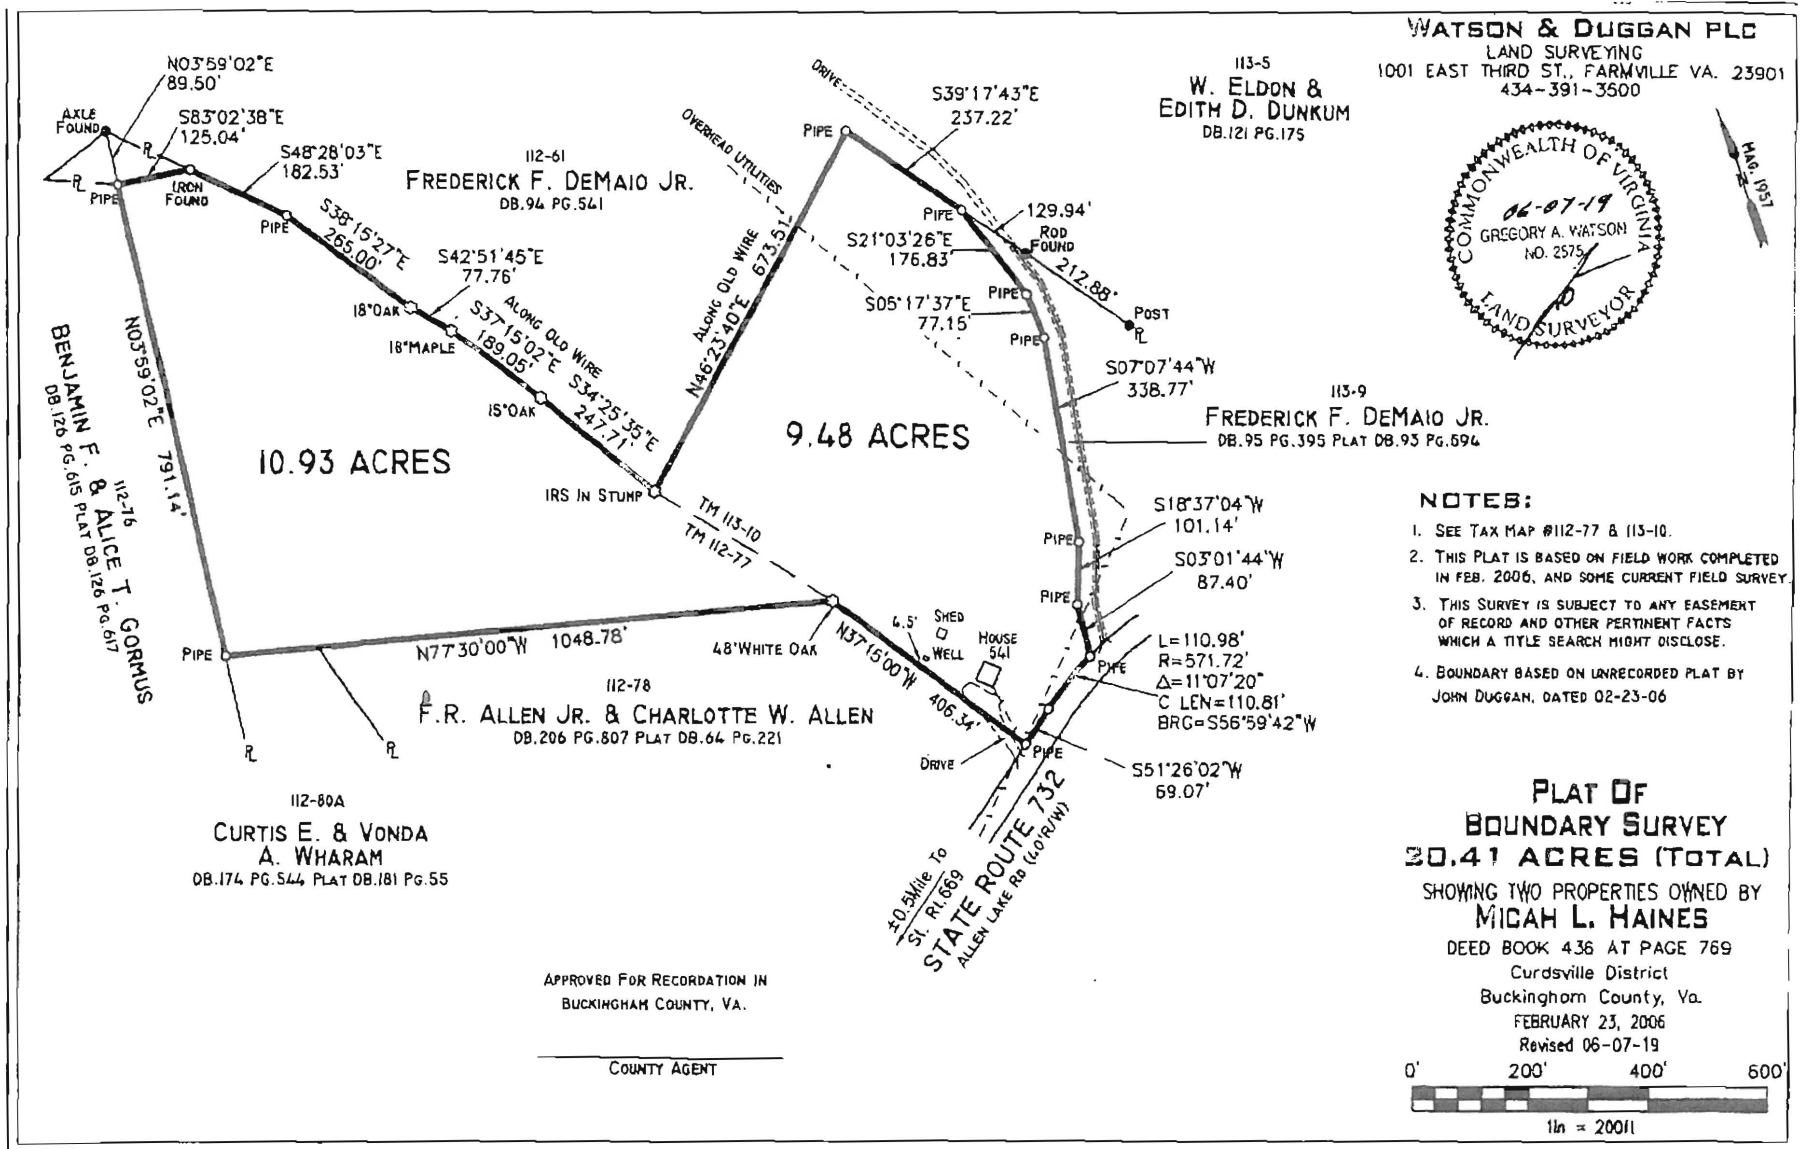 WATSON & DUGGAN PLC
LAND SURVEYING
1001 EAST THIRD ST., FARMVILLE VA. 23901
434-391-3500
MAG. 1957
N
COMMONWEALTH OF VIRGINIA
06-07-19
GREGORY A. WATSON
NO. 2575
LAND SURVEYOR
N03°59'02"E
89.50'
AXLE
FOUND
S83°02'38"E
125.04'
PL
PL
PIPE
IRON
FOUND
S48°28'03"E
182.53'
PIPE
112-61
FREDERICK F. DEMAIO JR.
DB.94 PG.541
S38°15'27"E
265.00'
18"OAK
S42°51'45"E
77.76'
18"MAPLE
ALONG OLD WIRE
S37°15'02"E
189.05'
15"OAK
S34°25'35"E
247.71'
IRS IN STUMP
OVERHEAD UTILITIES
ALONG OLD WIRE
N46°23'40"E 673.51'
DRIVE
PIPE
S39°17'43"E
237.22'
113-5
W. ELDON &
EDITH D. DUNKUM
DB.121 PG.175
PIPE
129.94'
ROD
FOUND
212.88'
POST
PL
S21°03'26"E
176.83'
PIPE
S05°17'37"E
77.15'
PIPE
S07°07'44"W
338.77'
113-9
FREDERICK F. DEMAIO JR.
DB.95 PG.395 PLAT DB.93 PG.594
9.48 ACRES
10.93 ACRES
N03°59'02"E 791.14'
112-76
BENJAMIN F. & ALICE T. GORMUS
DB.126 PG.615 PLAT DB.126 PG.617
TM 113-10
TM 112-77
S18°37'04"W
101.14'
PIPE
S03°01'44"W
87.40'
PIPE
PIPE
N77°30'00"W 1048.78'
PIPE
48"WHITE OAK
N37°15'00"W 406.34'
4.5'
SHED
WELL
HOUSE
541
PIPE
L=110.98'
R=571.72'
Δ=11°07'20"
C LEN=110.81'
BRG=S56°59'42"W
DRIVE
PIPE
S51°26'02"W
69.07'
112-78
F.R. ALLEN JR. & CHARLOTTE W. ALLEN
DB.206 PG.807 PLAT DB.64 PG.221
PL
PL
112-80A
CURTIS E. & VONDA
A. WHARAM
DB.174 PG.544 PLAT DB.181 PG.55
±0.5Mile To
St. Rt.669
STATE ROUTE 732
ALLEN LAKE RD (40'R/W)
NOTES:
1. SEE TAX MAP #112-77 & 113-10.
2. THIS PLAT IS BASED ON FIELD WORK COMPLETED
IN FEB. 2006, AND SOME CURRENT FIELD SURVEY.
3. THIS SURVEY IS SUBJECT TO ANY EASEMENT
OF RECORD AND OTHER PERTINENT FACTS
WHICH A TITLE SEARCH MIGHT DISCLOSE.
4. BOUNDARY BASED ON UNRECORDED PLAT BY
JOHN DUGGAN, DATED 02-23-06
PLAT OF
BOUNDARY SURVEY
20.41 ACRES (TOTAL)
SHOWING TWO PROPERTIES OWNED BY
MICAH L. HAINES
DEED BOOK 436 AT PAGE 769
Curdsville District
Buckingham County, Va.
FEBRUARY 23, 2006
Revised 06-07-19
0' 200' 400' 600'
1in = 200ft
APPROVED FOR RECORDATION IN
BUCKINGHAM COUNTY, VA.
COUNTY AGENT